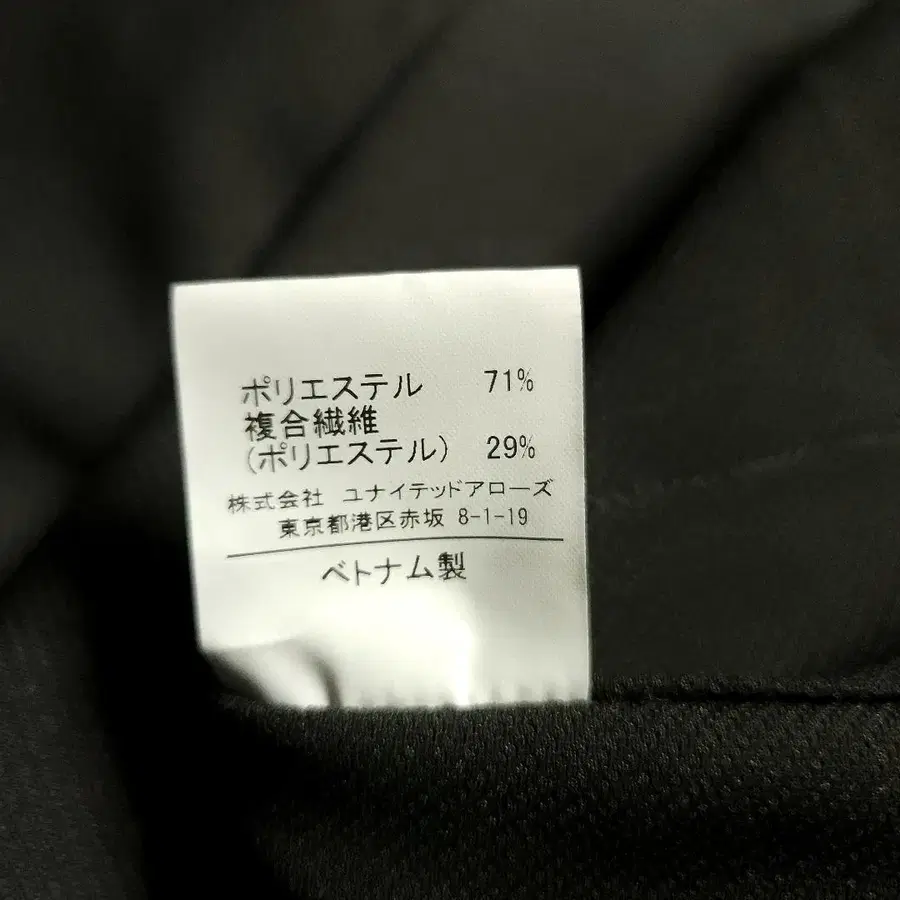 ポリエステル 71%
複合繊維
(ポリエステル) 29%
株式会社 ユナイテッドアローズ
東京都港区赤坂 8-1-19
ベトナム製